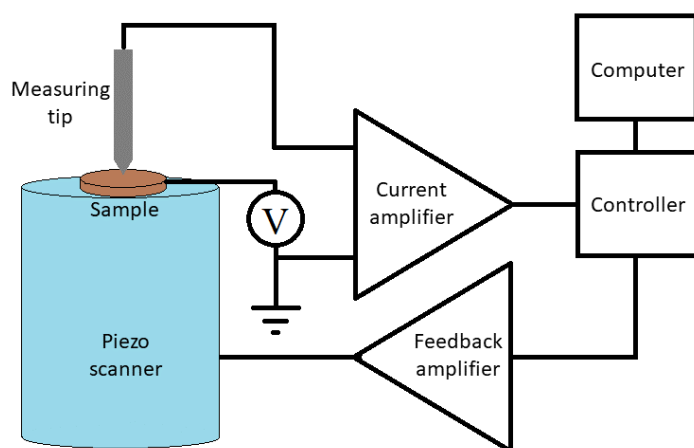 Measuring
tip
Sample
V
Current
amplifier
Computer
Controller
Piezo
scanner
Feedback
amplifier